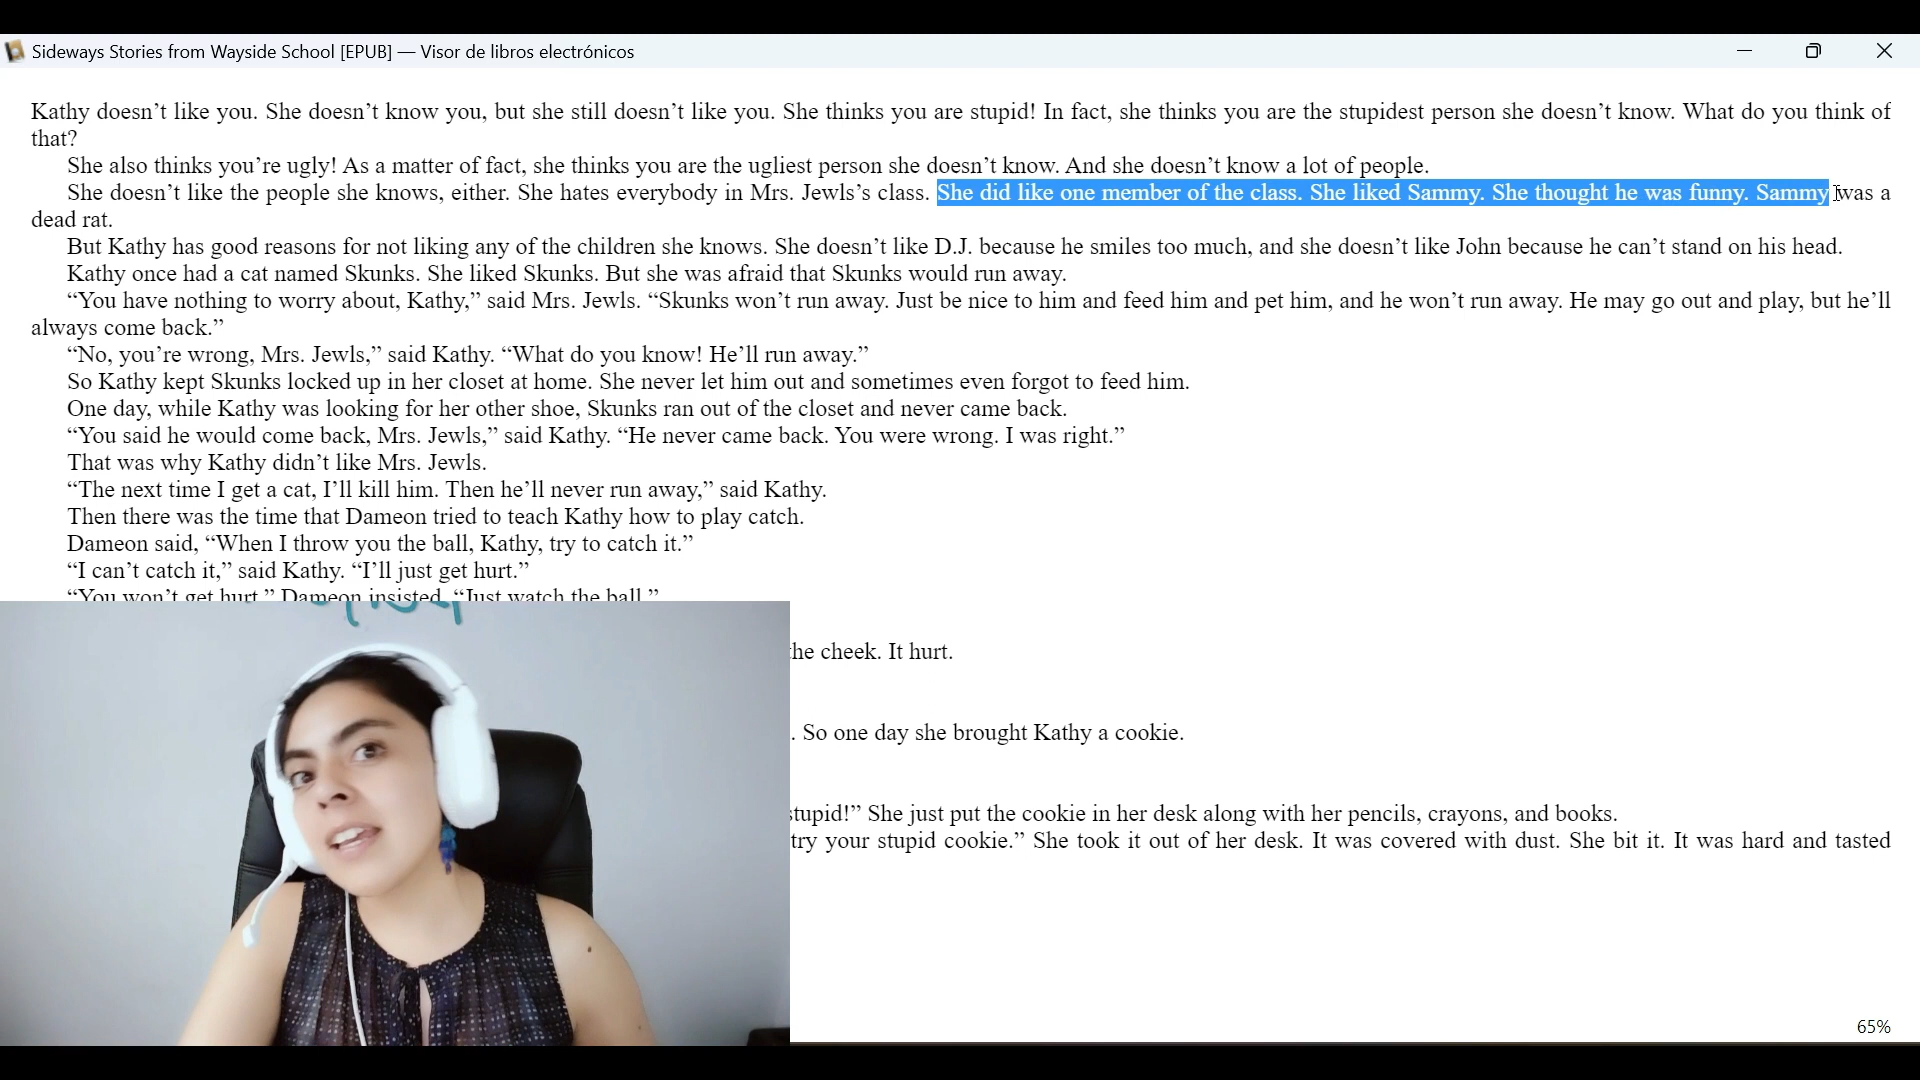 Sideways Stories from Wayside School [EPUB] — Visor de libros electrónicos
Kathy doesn’t like you. She doesn’t know you, but she still doesn’t like you. She thinks you are stupid! In fact, she thinks you are the stupidest person she doesn’t know. What do you think of
that?
She also thinks you’re ugly! As a matter of fact, she thinks you are the ugliest person she doesn’t know. And she doesn’t know a lot of people.
She doesn’t like the people she knows, either. She hates everybody in Mrs. Jewls’s class. She did like one member of the class. She liked Sammy. She thought he was funny. Sammy was a
dead rat.
But Kathy has good reasons for not liking any of the children she knows. She doesn’t like D.J. because he smiles too much, and she doesn’t like John because he can’t stand on his head.
Kathy once had a cat named Skunks. She liked Skunks. But she was afraid that Skunks would run away.
“You have nothing to worry about, Kathy,” said Mrs. Jewls. “Skunks won’t run away. Just be nice to him and feed him and pet him, and he won’t run away. He may go out and play, but he’ll
always come back.”
“No, you’re wrong, Mrs. Jewls,” said Kathy. “What do you know! He’ll run away.”
So Kathy kept Skunks locked up in her closet at home. She never let him out and sometimes even forgot to feed him.
One day, while Kathy was looking for her other shoe, Skunks ran out of the closet and never came back.
“You said he would come back, Mrs. Jewls,” said Kathy. “He never came back. You were wrong. I was right.”
That was why Kathy didn’t like Mrs. Jewls.
“The next time I get a cat, I’ll kill him. Then he’ll never run away,” said Kathy.
Then there was the time that Dameon tried to teach Kathy how to play catch.
Dameon said, “When I throw you the ball, Kathy, try to catch it.”
“I can’t catch it,” said Kathy. “I’ll just get hurt.”
“You won’t get hurt,” Dameon insisted. “Just watch the ball.”
the cheek. It hurt.
. So one day she brought Kathy a cookie.
stupid!” She just put the cookie in her desk along with her pencils, crayons, and books.
try your stupid cookie.” She took it out of her desk. It was covered with dust. She bit it. It was hard and tasted
65%